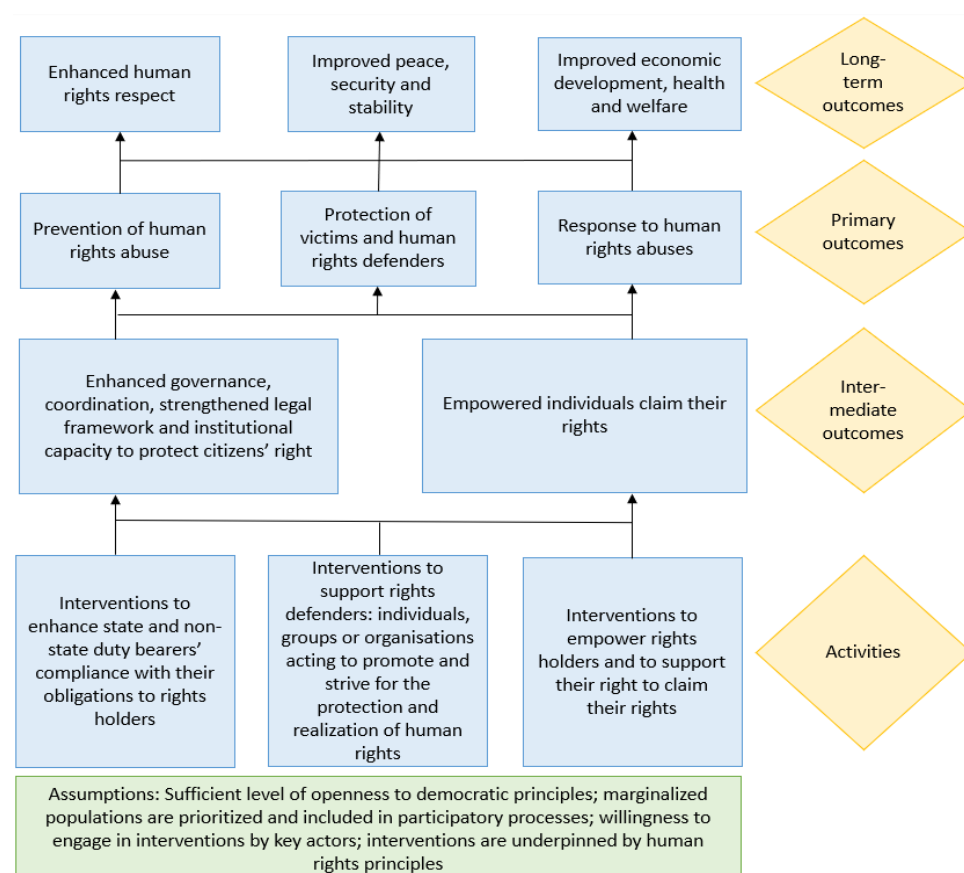 Enhanced human
rights respect
Improved peace,
security and
stability
Improved economic
development, health
and welfare
Long-
term
outcomes
Prevention of human
rights abuse
Protection of
victims and human
rights defenders
Response to human
rights abuses
Primary
outcomes
Enhanced governance,
coordination, strengthened legal
framework and institutional
capacity to protect citizens’ right
Empowered individuals claim their
rights
Inter-
mediate
outcomes
Interventions to
enhance state and non-
state duty bearers’
compliance with their
obligations to rights
holders
Interventions to
support rights
defenders: individuals,
groups or organisations
acting to promote and
strive for the
protection and
realization of human
rights
Interventions to
empower rights
holders and to support
their right to claim
their rights
Activities
Assumptions: Sufficient level of openness to democratic principles; marginalized
populations are prioritized and included in participatory processes; willingness to
engage in interventions by key actors; interventions are underpinned by human
rights principles